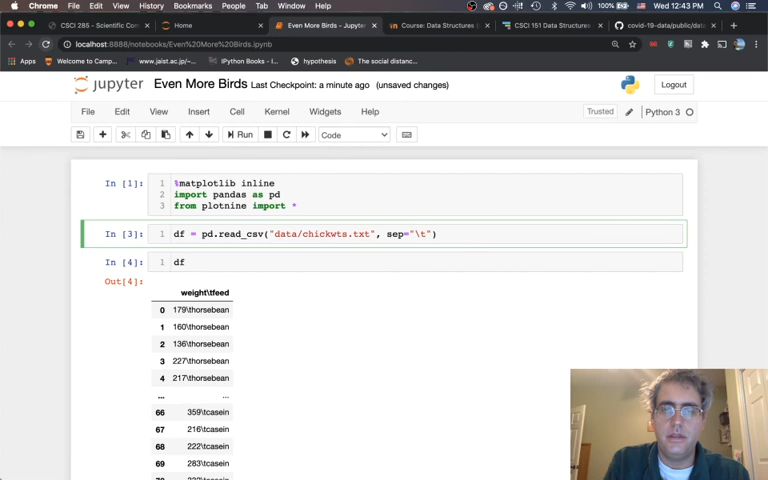 Chrome File Edit View History Bookmarks People Tab Window Help 100% Wed 12:43 PM
CSCI 285 - Scientific Com
Home
Even More Birds - Jupyter
Course: Data Structures
CSCI 151 Data Structures
covid-19-data/public/data
localhost:8888/notebooks/Even%20More%20Birds.ipynb
Apps Welcome to Camp... www.jaist.ac.jp/~... IPython Books - I... hypothesis The social distanc...
jupyter Even More Birds Last Checkpoint: a minute ago (unsaved changes) Logout
File Edit View Insert Cell Kernel Widgets Help Trusted Python 3
Run Code
In [1]: 1 %matplotlib inline
2 import pandas as pd
3 from plotnine import *
In [3]: 1 df = pd.read_csv("data/chickwts.txt", sep="\t")
In [4]: 1 df
Out[4]:
weight\tfeed
0 179\thorsebean
1 160\thorsebean
2 136\thorsebean
3 227\thorsebean
4 217\thorsebean
... ...
66 359\tcasein
67 216\tcasein
68 222\tcasein
69 283\tcasein